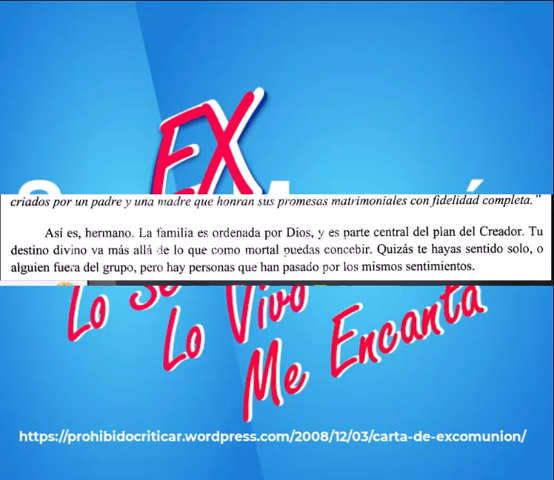 EX
criados por un padre y una madre que honran sus promesas matrimoniales con fidelidad completa."
Así es, hermano. La familia es ordenada por Dios, y es parte central del plan del Creador. Tu
destino divino va más allá de lo que como mortal puedas concebir. Quizás te hayas sentido solo, o
alguien fuera del grupo, pero hay personas que han pasado por los mismos sentimientos.
Lo
Lo Vivo
Me Encanta
https://prohibidocriticar.wordpress.com/2008/12/03/carta-de-excomunion/